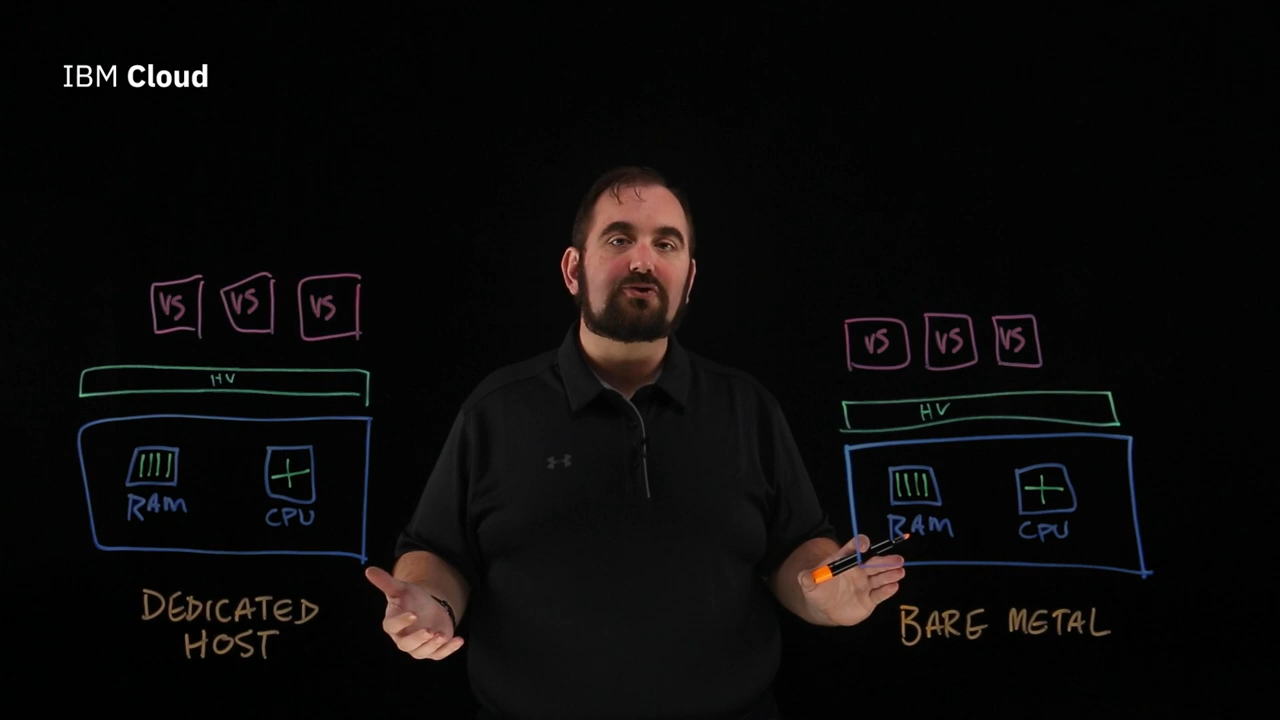 IBM Cloud
VS VS VS
HV
RAM CPU
DEDICATED
HOST
VS VS VS
HV
RAM CPU
BARE METAL